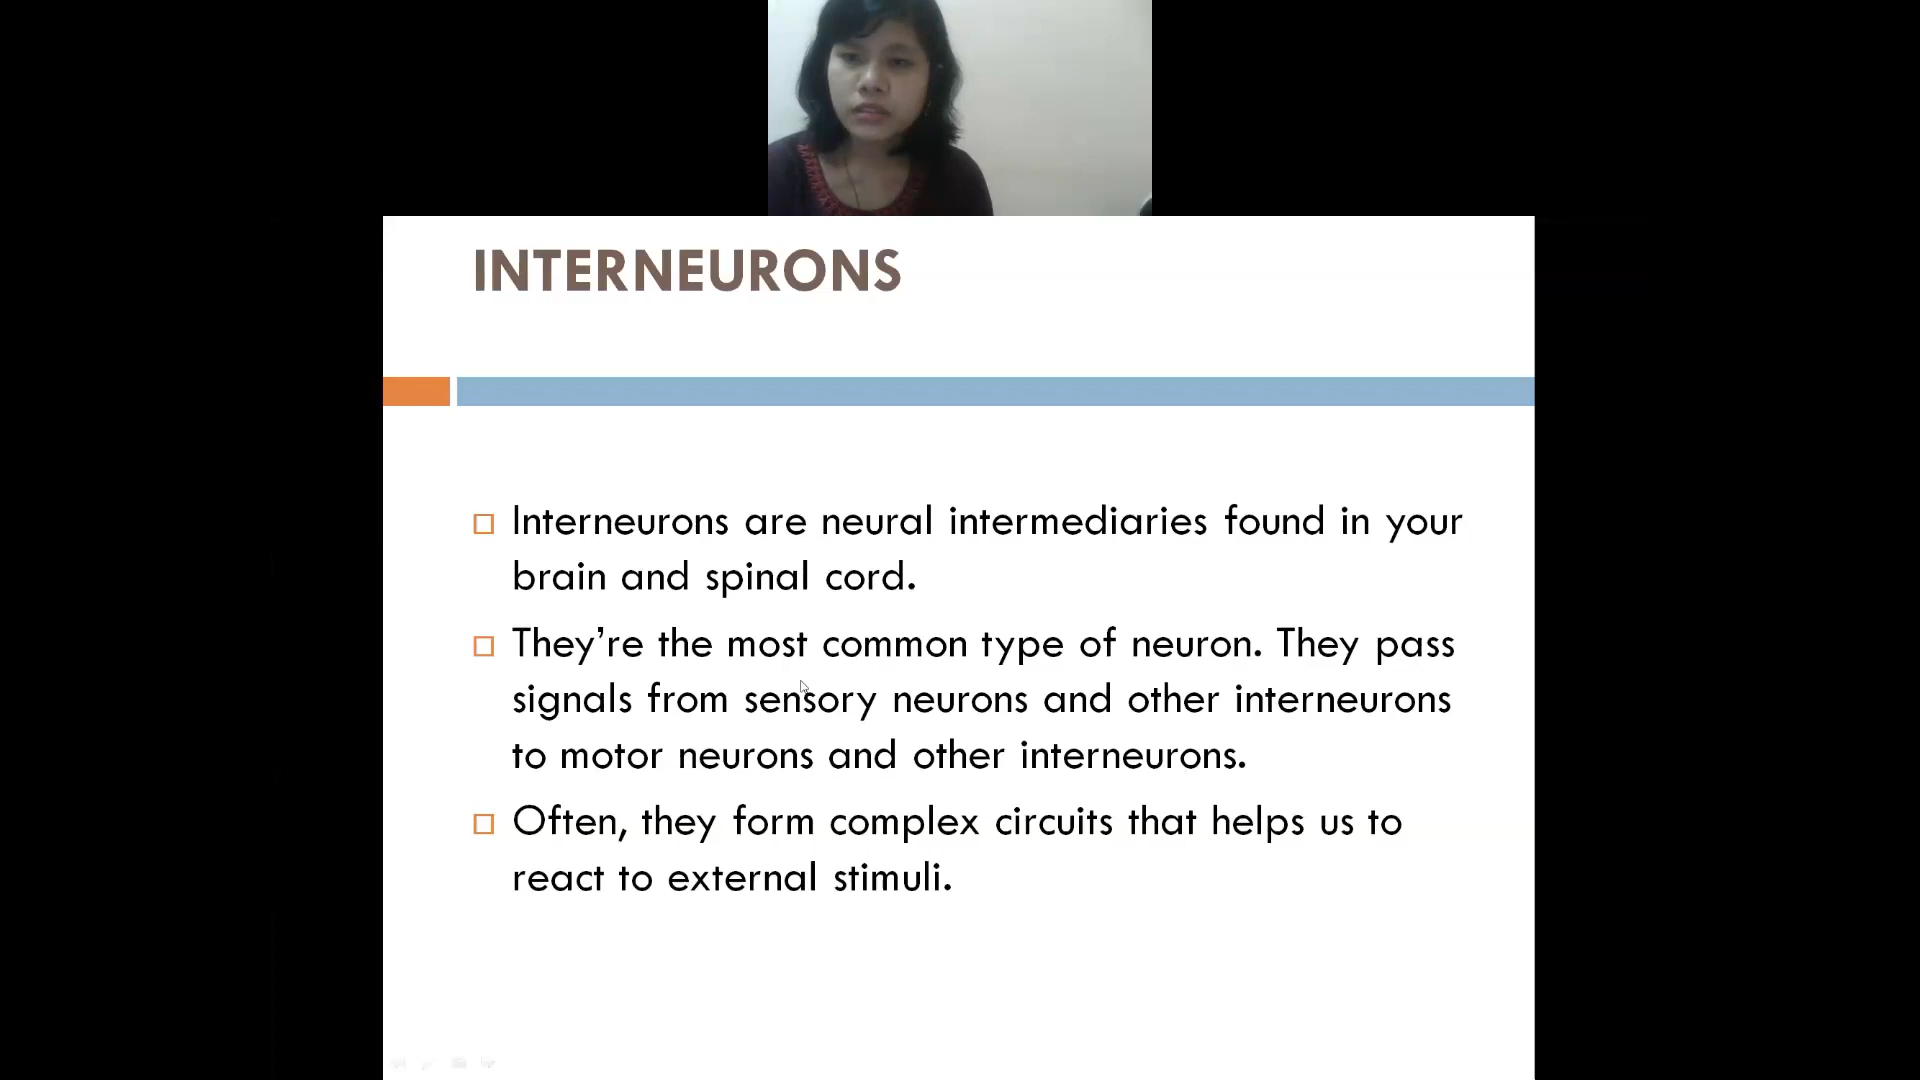 INTERNEURONS
Interneurons are neural intermediaries found in your
brain and spinal cord.
They’re the most common type of neuron. They pass
signals from sensory neurons and other interneurons
to motor neurons and other interneurons.
Often, they form complex circuits that helps us to
react to external stimuli.